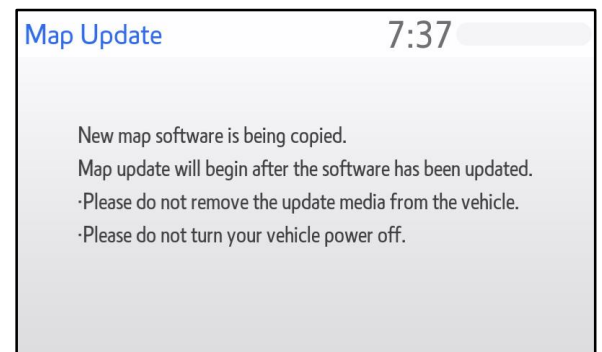 Map Update
7:37
New map software is being copied.
Map update will begin after the software has been updated.
·Please do not remove the update media from the vehicle.
·Please do not turn your vehicle power off.